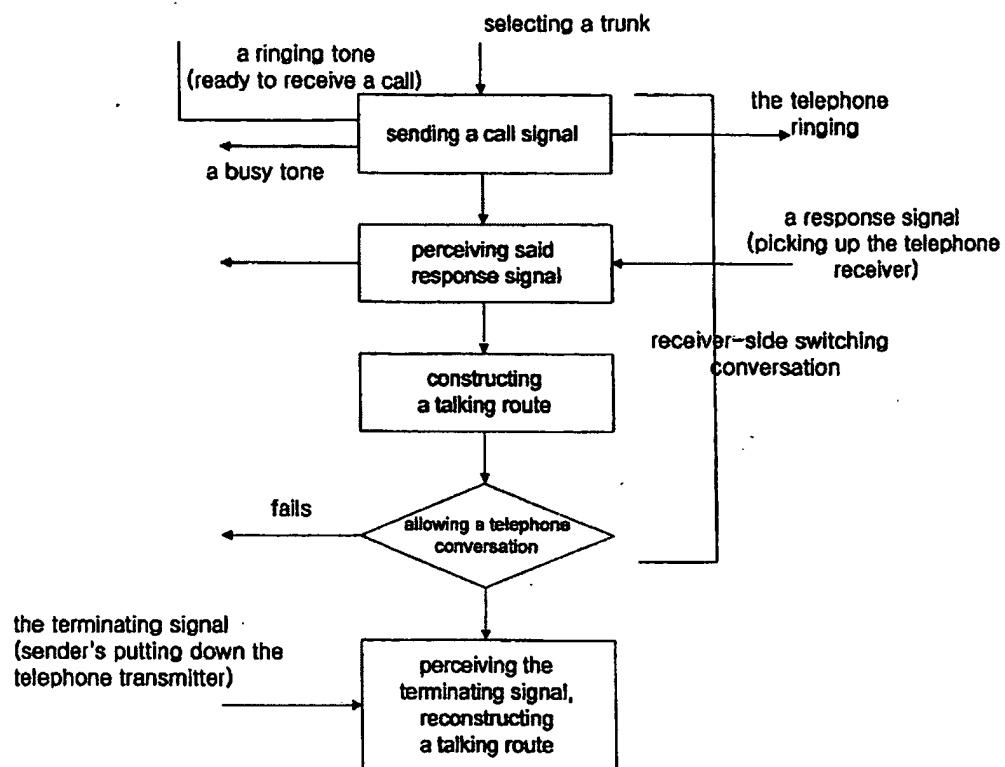 selecting a trunk
a ringing tone
(ready to receive a call)
the telephone
ringing
sending a call signal
a busy tone
a response signal
(picking up the telephone
receiver)
perceiving said
response signal
receiver-side switching
conversation
constructing
a talking route
fails
allowing a telephone
conversation
the terminating signal
(sender's putting down the
telephone transmitter)
perceiving the
terminating signal,
reconstructing
a talking route